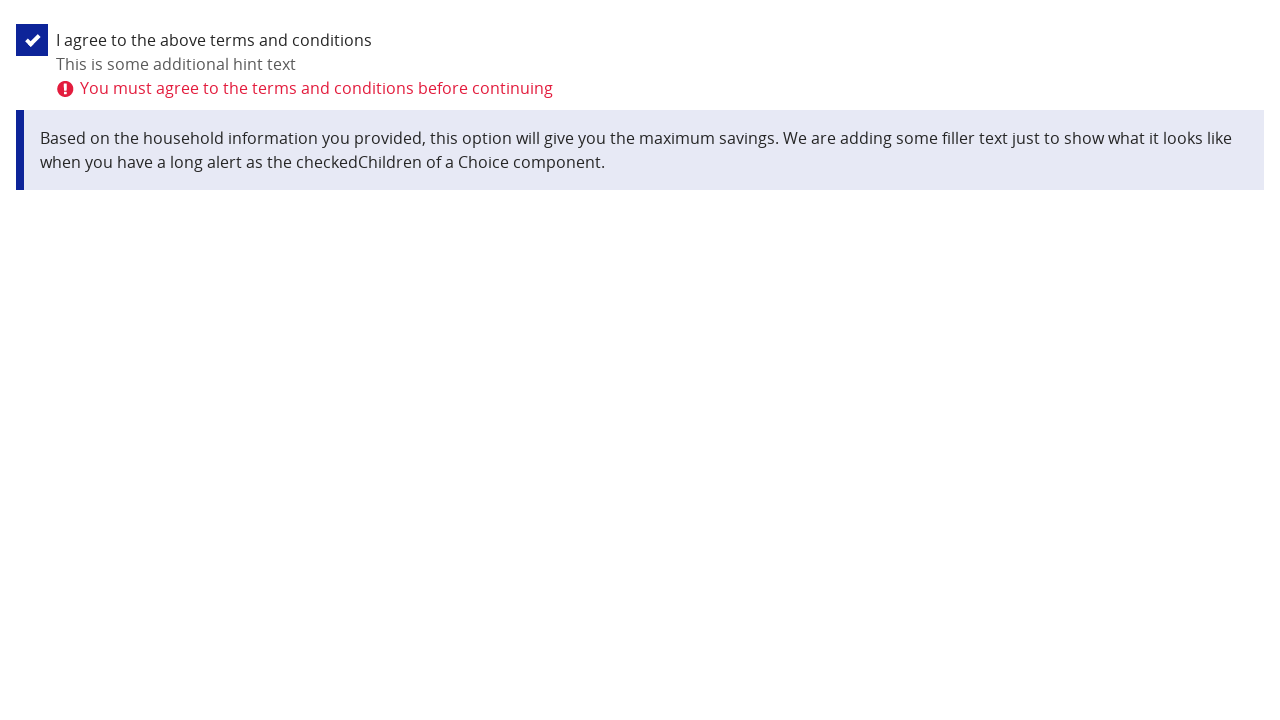 I agree to the above terms and conditions
This is some additional hint text
You must agree to the terms and conditions before continuing
Based on the household information you provided, this option will give you the maximum savings. We are adding some filler text just to show what it looks like
when you have a long alert as the checkedChildren of a Choice component.